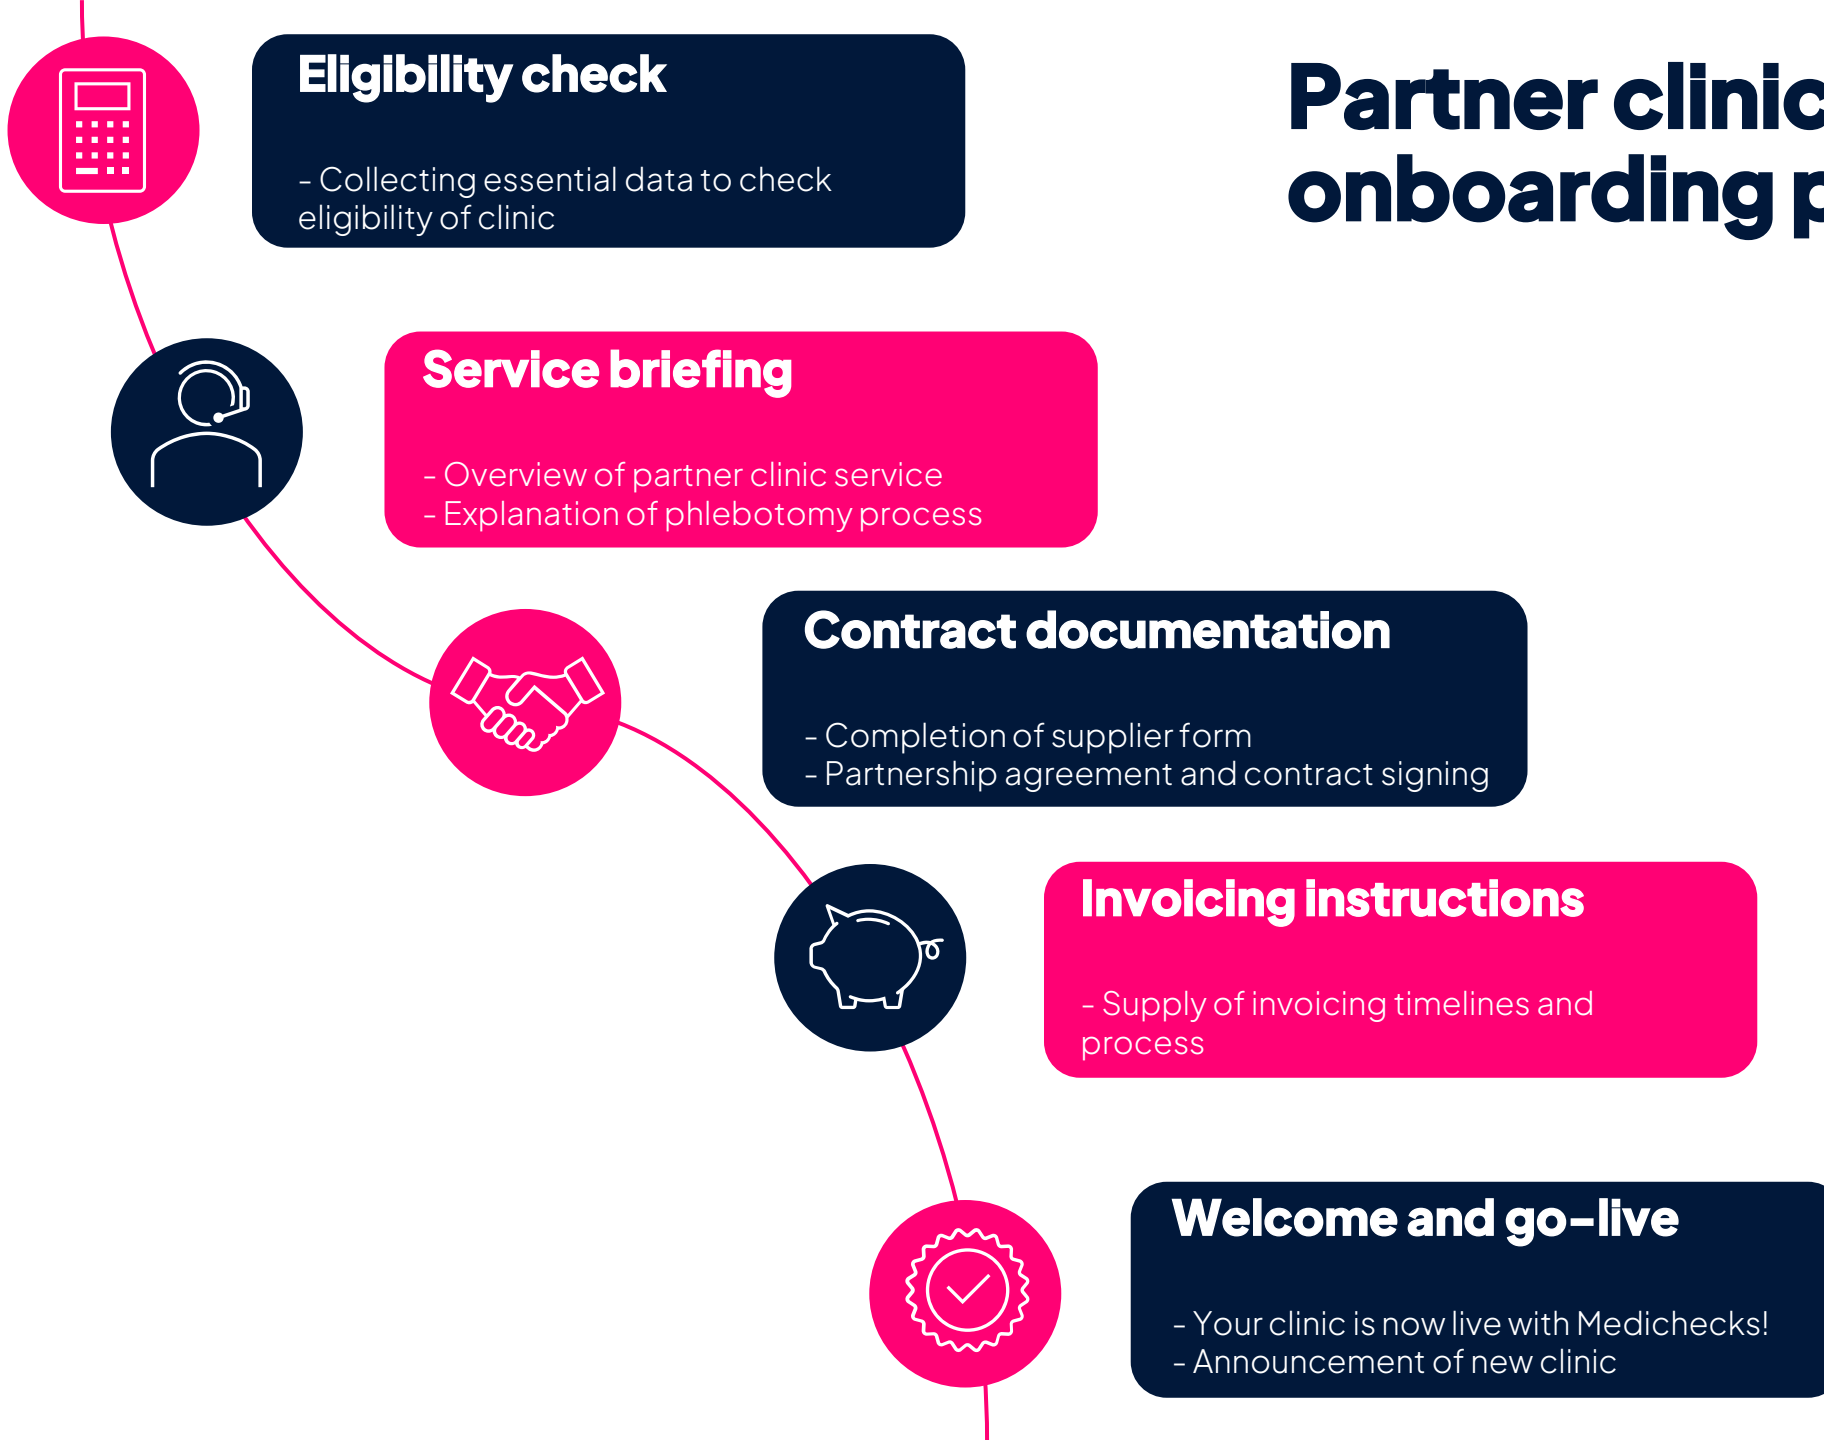 Partner clinic
onboarding
Eligibility check
- Collecting essential data to check
eligibility of clinic
Service briefing
- Overview of partner clinic service
- Explanation of phlebotomy process
Contract documentation
- Completion of supplier form
- Partnership agreement and contract signing
Invoicing instructions
- Supply of invoicing timelines and
process
Welcome and go-live
- Your clinic is now live with Medichecks!
- Announcement of new clinic